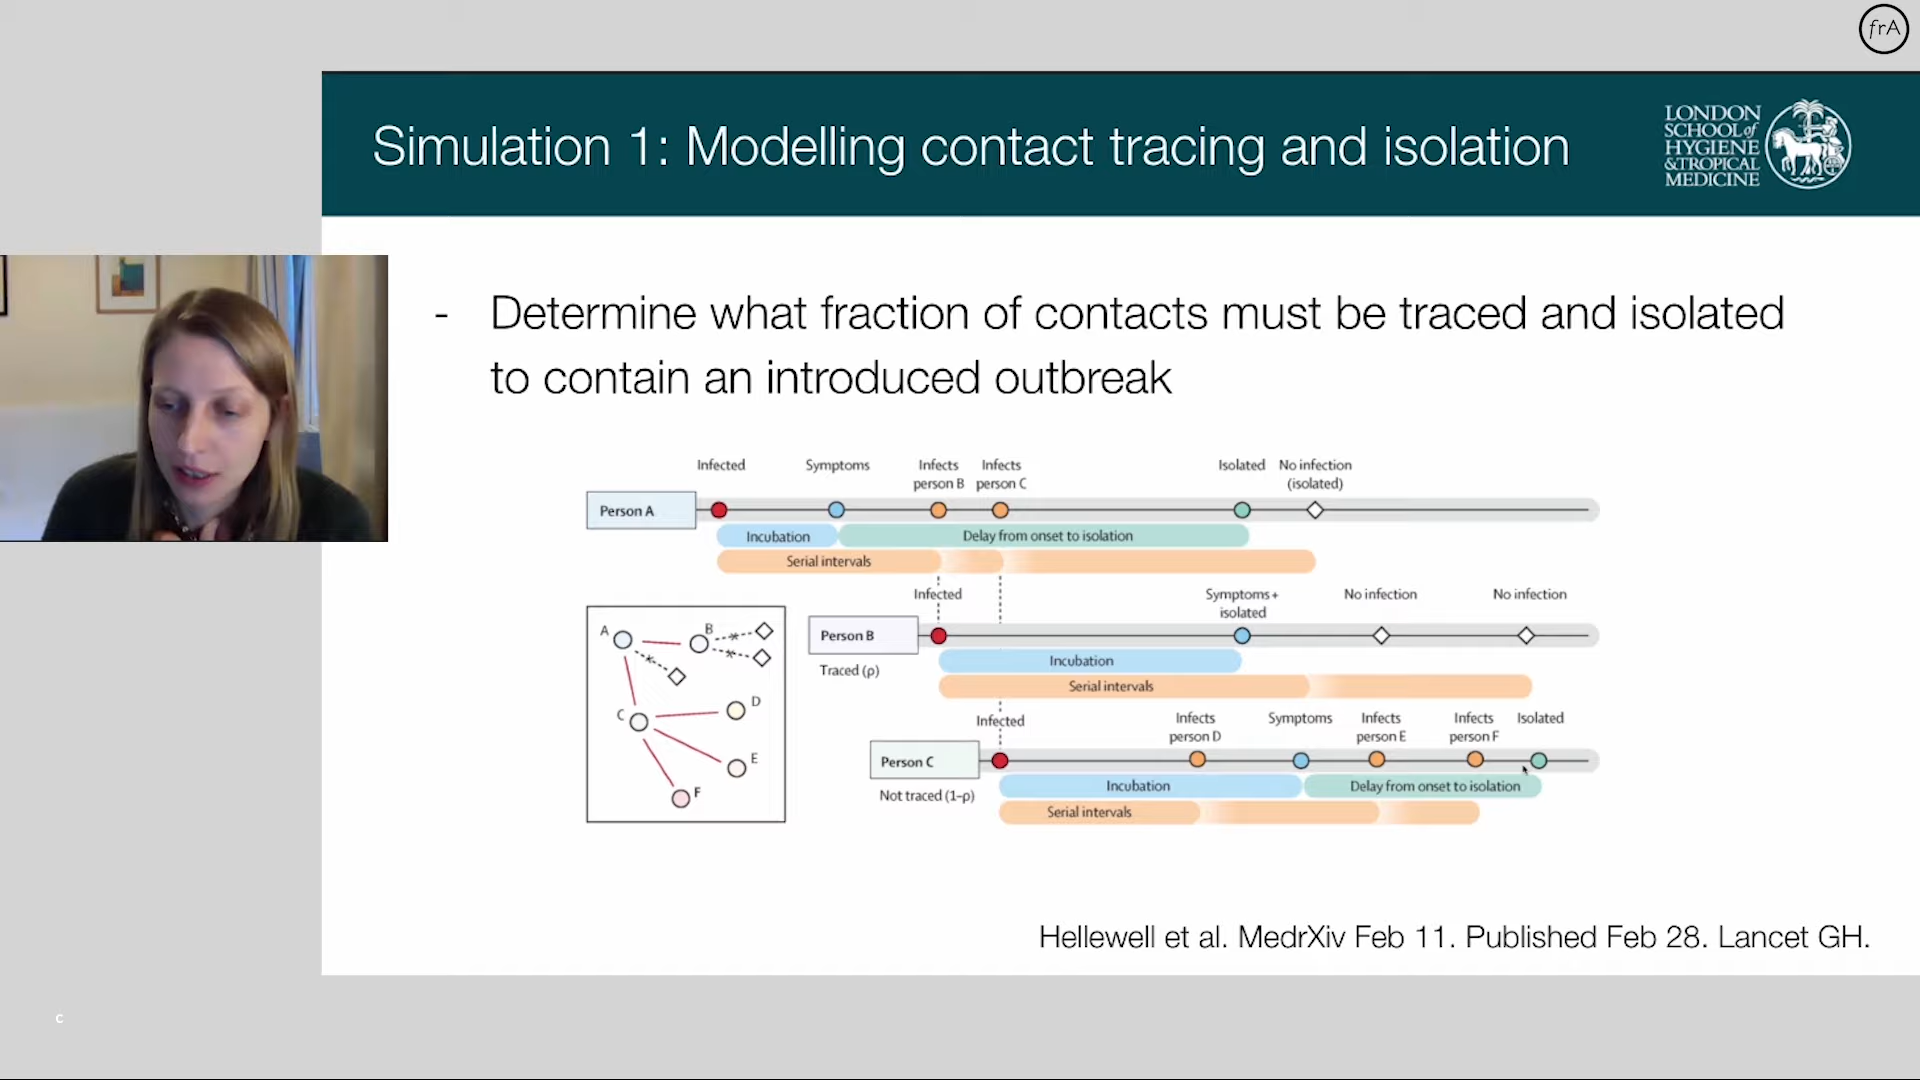 frA
Simulation 1: Modelling contact tracing and isolation
LONDON
SCHOOL of
HYGIENE
& TROPICAL
MEDICINE
- Determine what fraction of contacts must be traced and isolated
to contain an introduced outbreak
Infected Symptoms Infects Infects Isolated No infection
person B person C (isolated)
Person A
Incubation Delay from onset to isolation
Serial intervals
Infected Symptoms+ No infection No infection
isolated
Person B
Traced (ρ)
Incubation
Serial intervals
A B
C D
E
F
Infected Infects Symptoms Infects Infects Isolated
person D person E person F
Person C
Not traced (1–ρ)
Incubation Delay from onset to isolation
Serial intervals
Hellewell et al. MedrXiv Feb 11. Published Feb 28. Lancet GH.
c